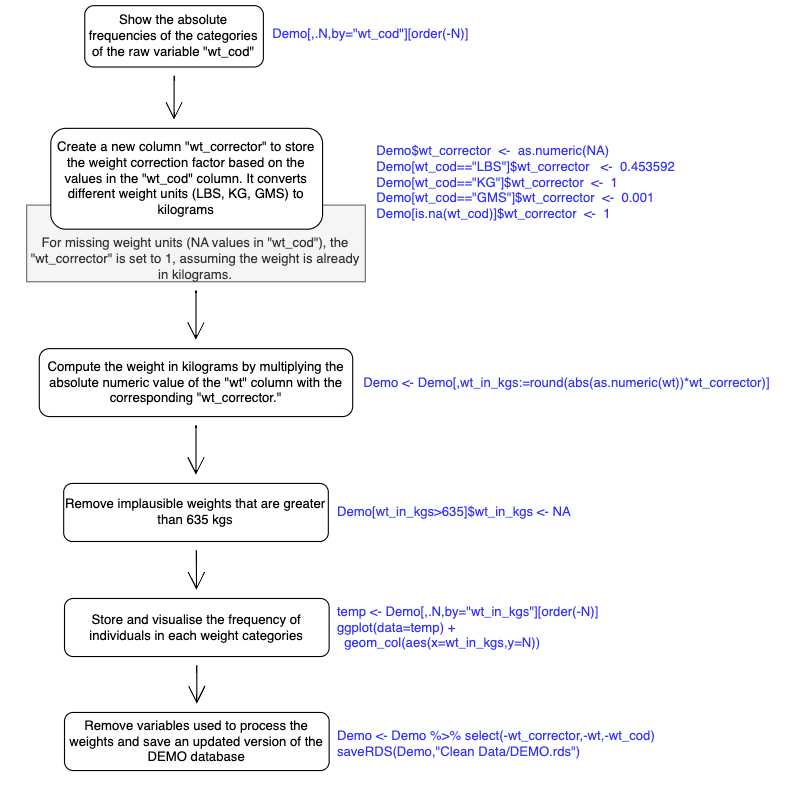 Show the absolute
frequencies of the categories
of the raw variable "wt_cod"
Demo[,.N,by="wt_cod"][order(-N)]
Create a new column "wt_corrector" to store
the weight correction factor based on the
values in the "wt_cod" column. It converts
different weight units (LBS, KG, GMS) to
kilograms
Demo$wt_corrector <- as.numeric(NA)
Demo[wt_cod=="LBS"]$wt_corrector <- 0.453592
Demo[wt_cod=="KG"]$wt_corrector <- 1
Demo[wt_cod=="GMS"]$wt_corrector <- 0.001
Demo[is.na(wt_cod)]$wt_corrector <- 1
For missing weight units (NA values in "wt_cod"), the
"wt_corrector" is set to 1, assuming the weight is already
in kilograms.
Compute the weight in kilograms by multiplying the
absolute numeric value of the "wt" column with the
corresponding "wt_corrector."
Demo <- Demo[,wt_in_kgs:=round(abs(as.numeric(wt))*wt_corrector)]
Remove implausible weights that are greater
than 635 kgs
Demo[wt_in_kgs>635]$wt_in_kgs <- NA
Store and visualise the frequency of
individuals in each weight categories
temp <- Demo[,.N,by="wt_in_kgs"][order(-N)]
ggplot(data=temp) +
geom_col(aes(x=wt_in_kgs,y=N))
Remove variables used to process the
weights and save an updated version of the
DEMO database
Demo <- Demo %>% select(-wt_corrector,-wt,-wt_cod)
saveRDS(Demo,"Clean Data/DEMO.rds")